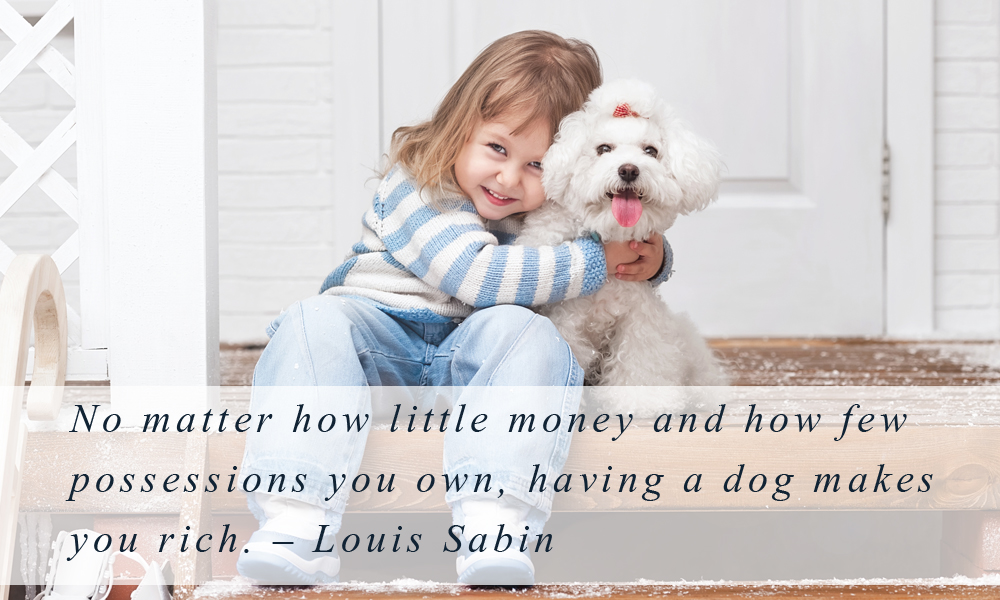 No matter how little money and how few
possessions you own, having a dog makes
you rich. – Louis Sabin